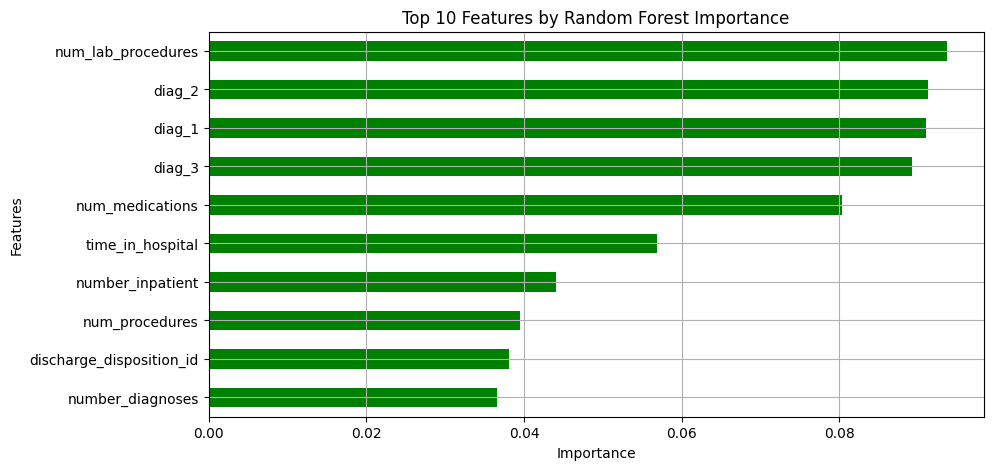 Top 10 Features by Random Forest Importance
Features
num_lab_procedures
diag_2
diag_1
diag_3
num_medications
time_in_hospital
number_inpatient
num_procedures
discharge_disposition_id
number_diagnoses
0.00 0.02 0.04 0.06 0.08
Importance